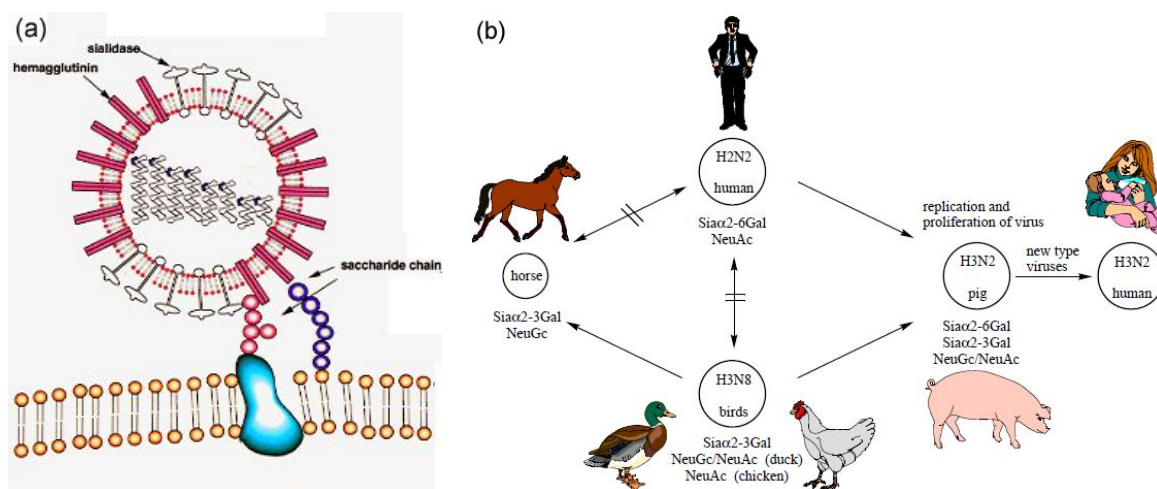 (a)
sialidase
hemagglutinin
saccharide chain
(b)
H2N2
human
Siaα2-6Gal
NeuAc
horse
Siaα2-3Gal
NeuGc
H3N8
birds
Siaα2-3Gal
NeuGc/NeuAc (duck)
NeuAc (chicken)
replication and
proliferation of virus
H3N2
pig
Siaα2-6Gal
Siaα2-3Gal
NeuGc/NeuAc
new type
viruses
H3N2
human